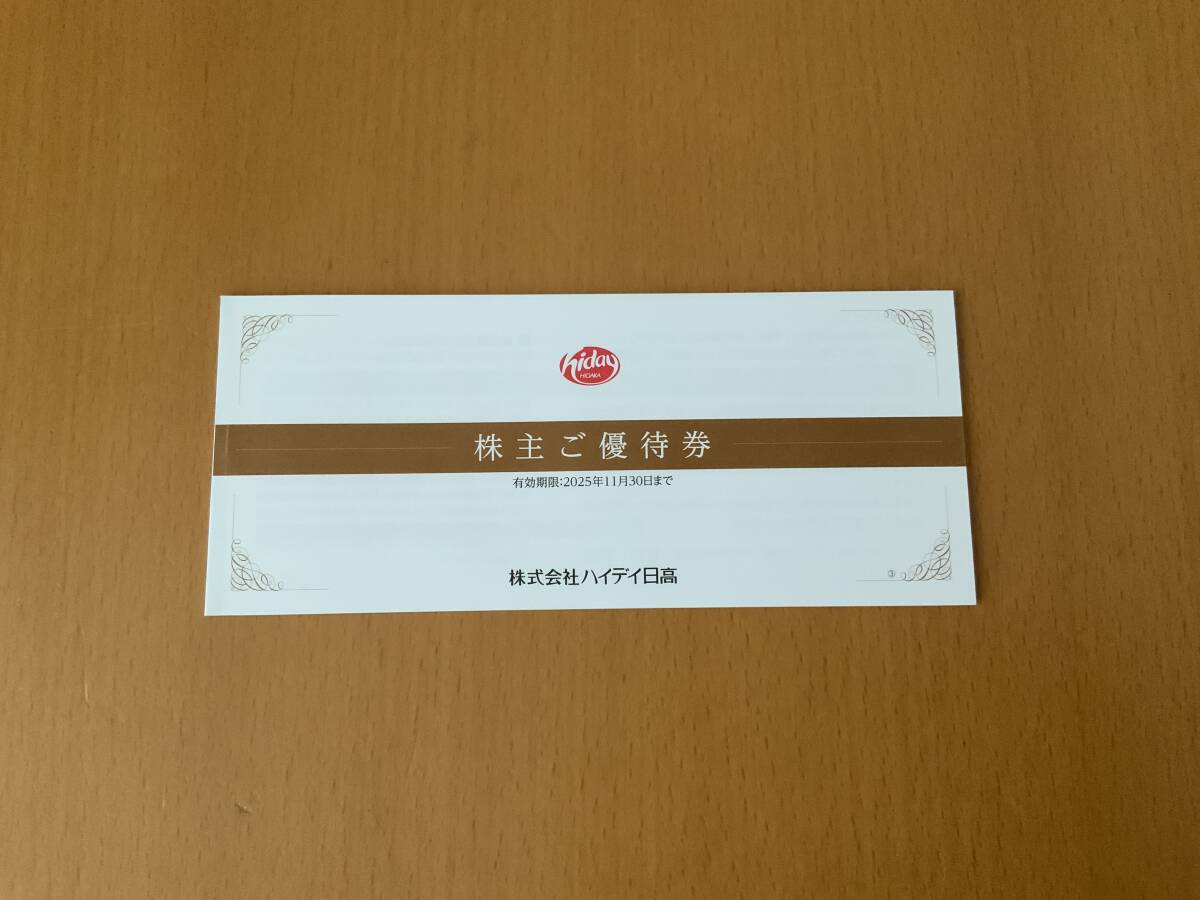 hiday
HIDAKA
株主ご優待券
有効期限:2025年11月30日まで
株式会社ハイデイ日高
③